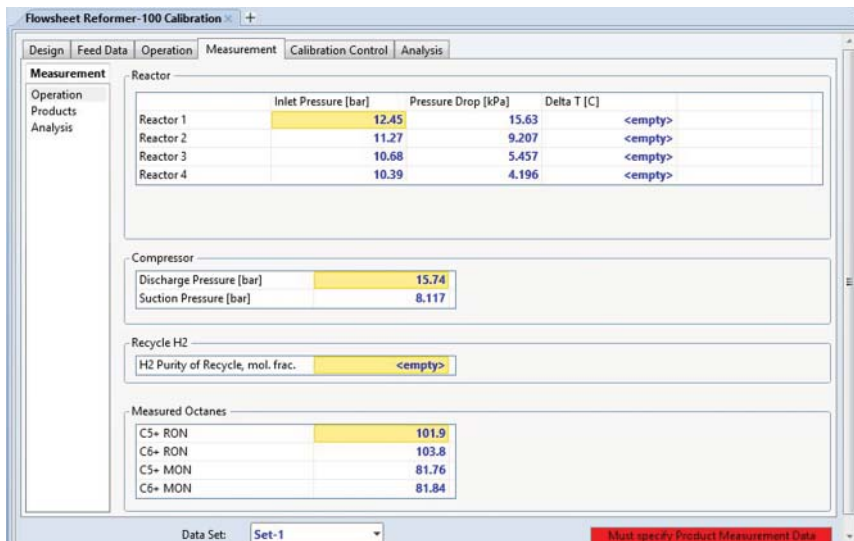 Flowsheet Reformer-100 Calibration × +
Design Feed Data Operation Measurement Calibration Control Analysis
Measurement
Operation
Products
Analysis
Reactor
Inlet Pressure [bar] Pressure Drop [kPa] Delta T [C]
Reactor 1 12.45 15.63 <empty>
Reactor 2 11.27 9.207 <empty>
Reactor 3 10.68 5.457 <empty>
Reactor 4 10.39 4.196 <empty>
Compressor
Discharge Pressure [bar] 15.74
Suction Pressure [bar] 8.117
Recycle H2
H2 Purity of Recycle, mol. frac. <empty>
Measured Octanes
C5+ RON 101.9
C6+ RON 103.8
C5+ MON 81.76
C6+ MON 81.84
Data Set: Set-1
Must specify Product Measurement Data